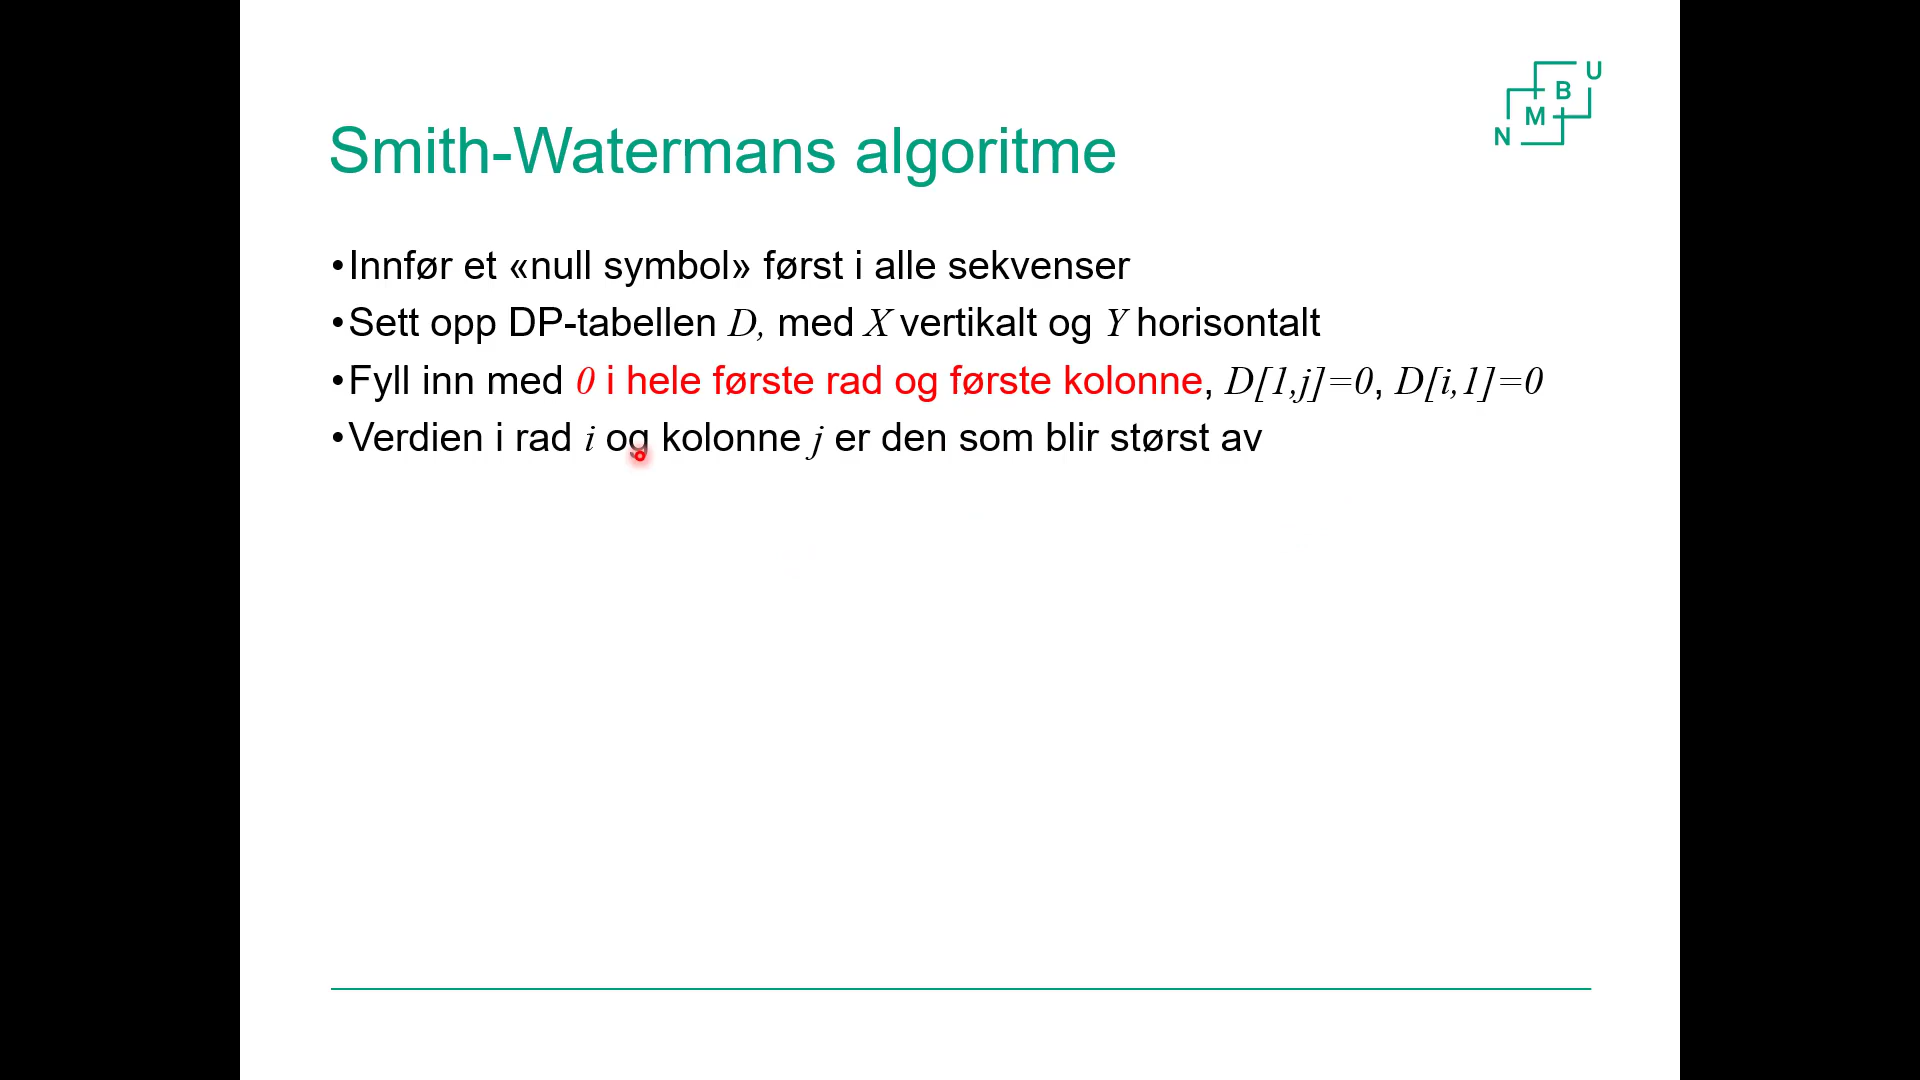 N M B U
Smith-Watermans algoritme
•Innfør et «null symbol» først i alle sekvenser
•Sett opp DP-tabellen D, med X vertikalt og Y horisontalt
•Fyll inn med 0 i hele første rad og første kolonne, D[1,j]=0, D[i,1]=0
•Verdien i rad i og kolonne j er den som blir størst av